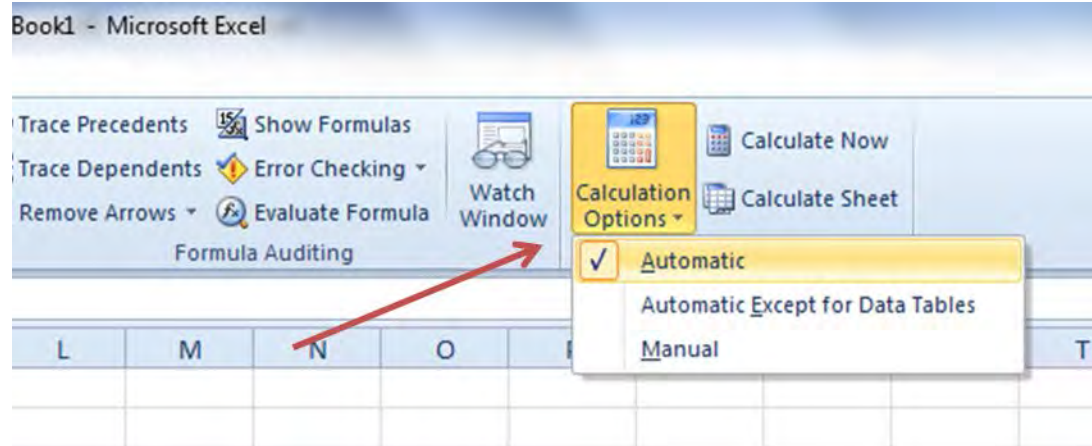 Book1 - Microsoft Excel
Trace Precedents Show Formulas
Trace Dependents Error Checking
Remove Arrows Evaluate Formula
Formula Auditing
Watch
Window
Calculation
Options
Calculate Now
Calculate Sheet
Automatic
Automatic Except for Data Tables
Manual
L M N O T